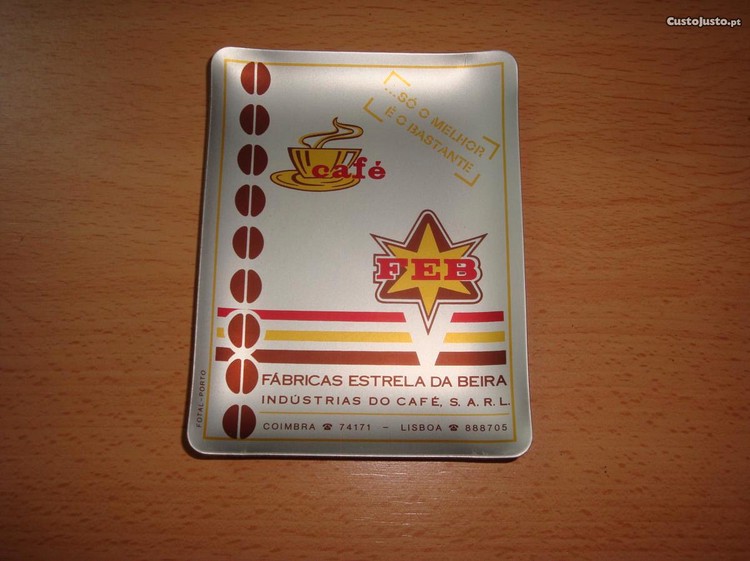 CustoJusto.pt
...SÓ O MELHOR
É O BASTANTE
café
FEB
FÁBRICAS ESTRELA DA BEIRA
INDÚSTRIAS DO CAFÉ, S. A. R. L.
COIMBRA ☎ 74171 - LISBOA ☎ 888705
FOTAL-PORTO